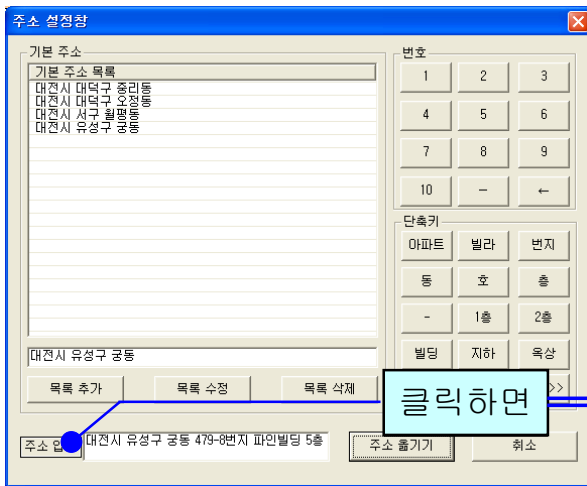 주소 설정창
기본 주소
기본 주소 목록
대전시 대덕구 중리동
대전시 대덕구 오정동
대전시 서구 월평동
대전시 유성구 궁동
대전시 유성구 궁동
목록 추가
목록 수정
목록 삭제
번호
1 2 3
4 5 6
7 8 9
10 - ←
단축키
아파트 빌라 번지
동 호 층
- 1층 2층
빌딩 지하 옥상
>>
클릭하면
주소
대전시 유성구 궁동 479-8번지 파인빌딩 5층
주소 옮기기
취소